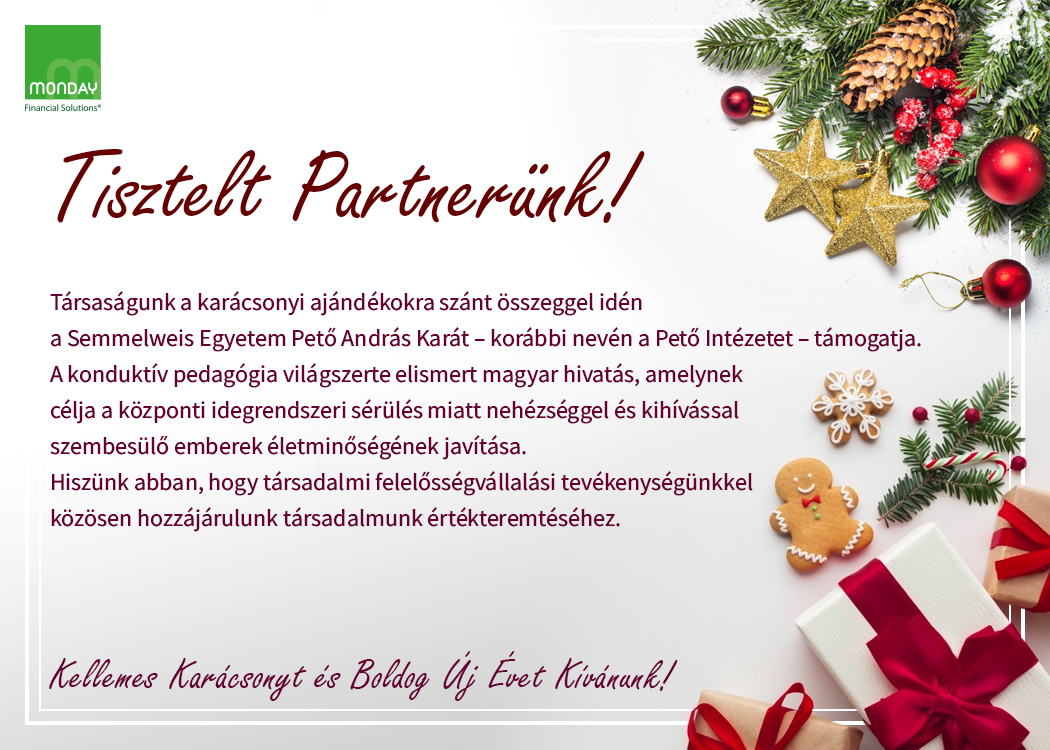 MONDAY
Financial Solutions®
Tisztelt Partnerünk!
Társaságunk a karácsonyi ajándékokra szánt összeggel idén
a Semmelweis Egyetem Pető András Karát – korábbi nevén a Pető Intézetet – támogatja.
A konduktív pedagógia világszerte elismert magyar hivatás, amelynek
célja a központi idegrendszeri sérülés miatt nehézséggel és kihívással
szembesülő emberek életminőségének javítása.
Hiszünk abban, hogy társadalmi felelősségvállalási tevékenységünkkel
közösen hozzájárulunk társadalmunk értékteremtéséhez.
Kellemes Karácsonyt és Boldog Új Évet Kívánunk!